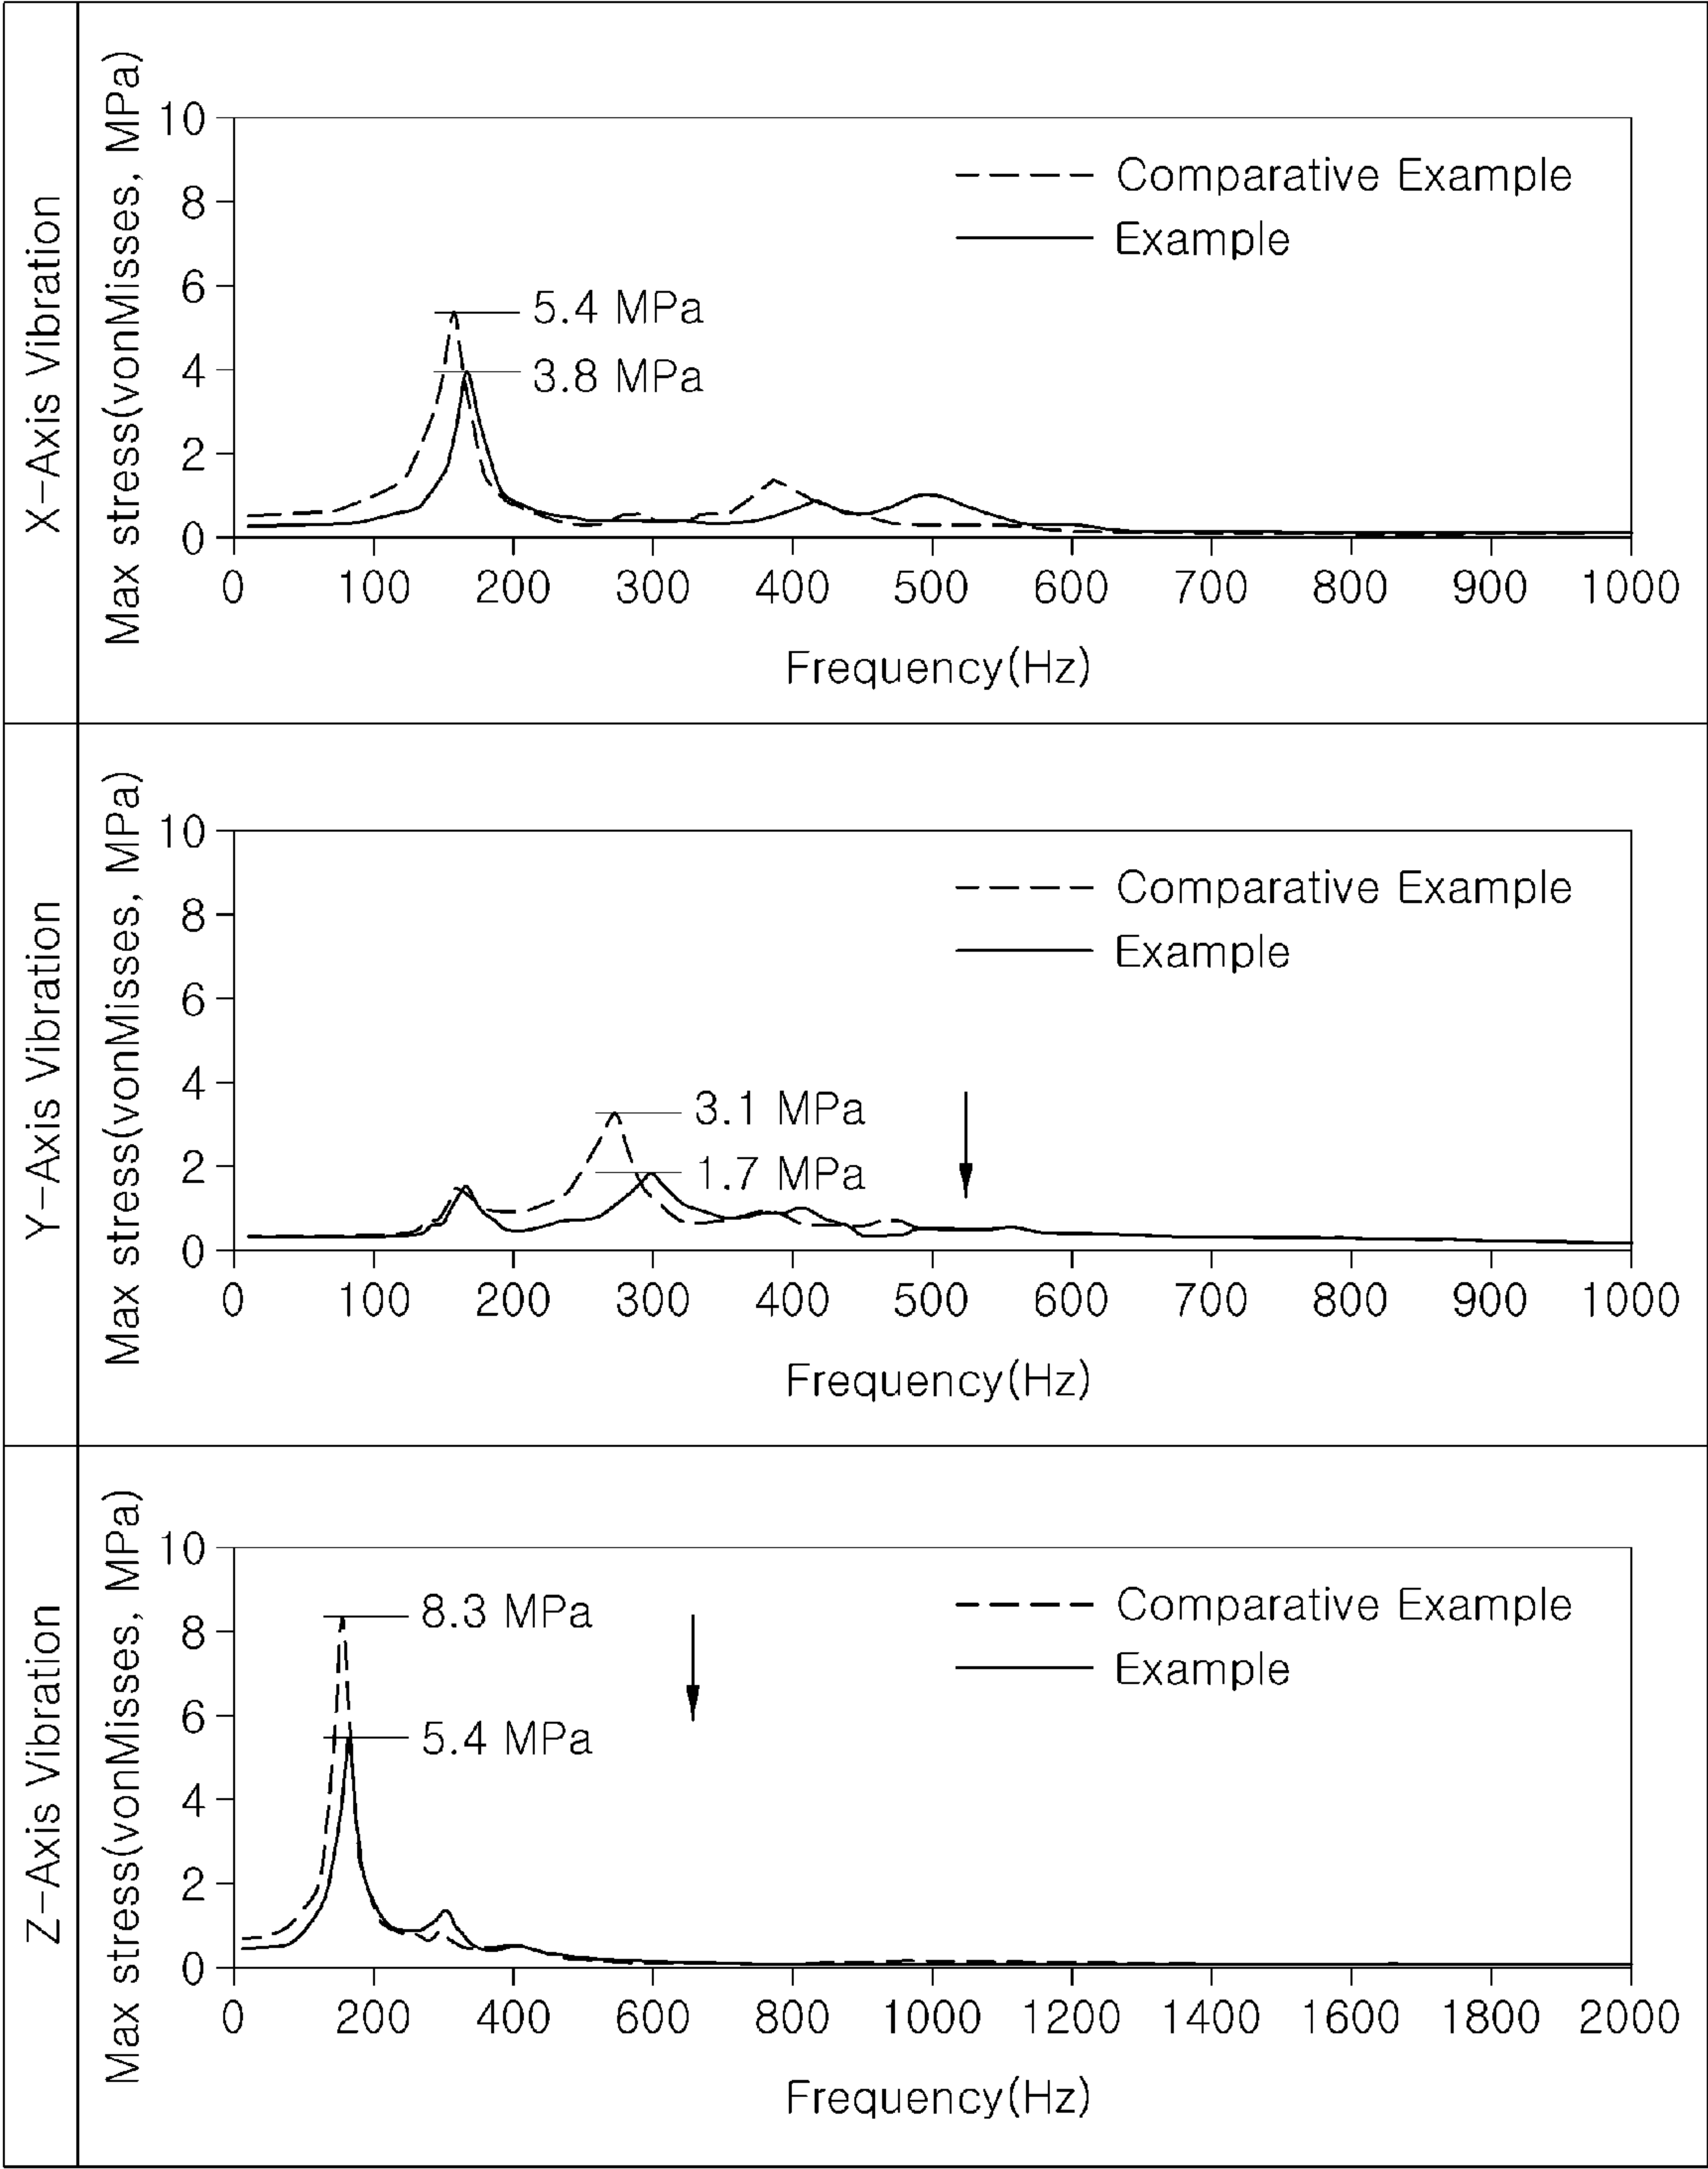 X-Axis Vibration
Max stress(vonMisses, MPa)
10
8
6
4
2
0
Comparative Example
Example
5.4 MPa
3.8 MPa
0 100 200 300 400 500 600 700 800 900 1000
Frequency(Hz)
Y-Axis Vibration
Max stress(vonMisses, MPa)
10
8
6
4
2
0
Comparative Example
Example
3.1 MPa
1.7 MPa
0 100 200 300 400 500 600 700 800 900 1000
Frequency(Hz)
Z-Axis Vibration
Max stress(vonMisses, MPa)
10
8
6
4
2
0
Comparative Example
Example
8.3 MPa
5.4 MPa
0 200 400 600 800 1000 1200 1400 1600 1800 2000
Frequency(Hz)